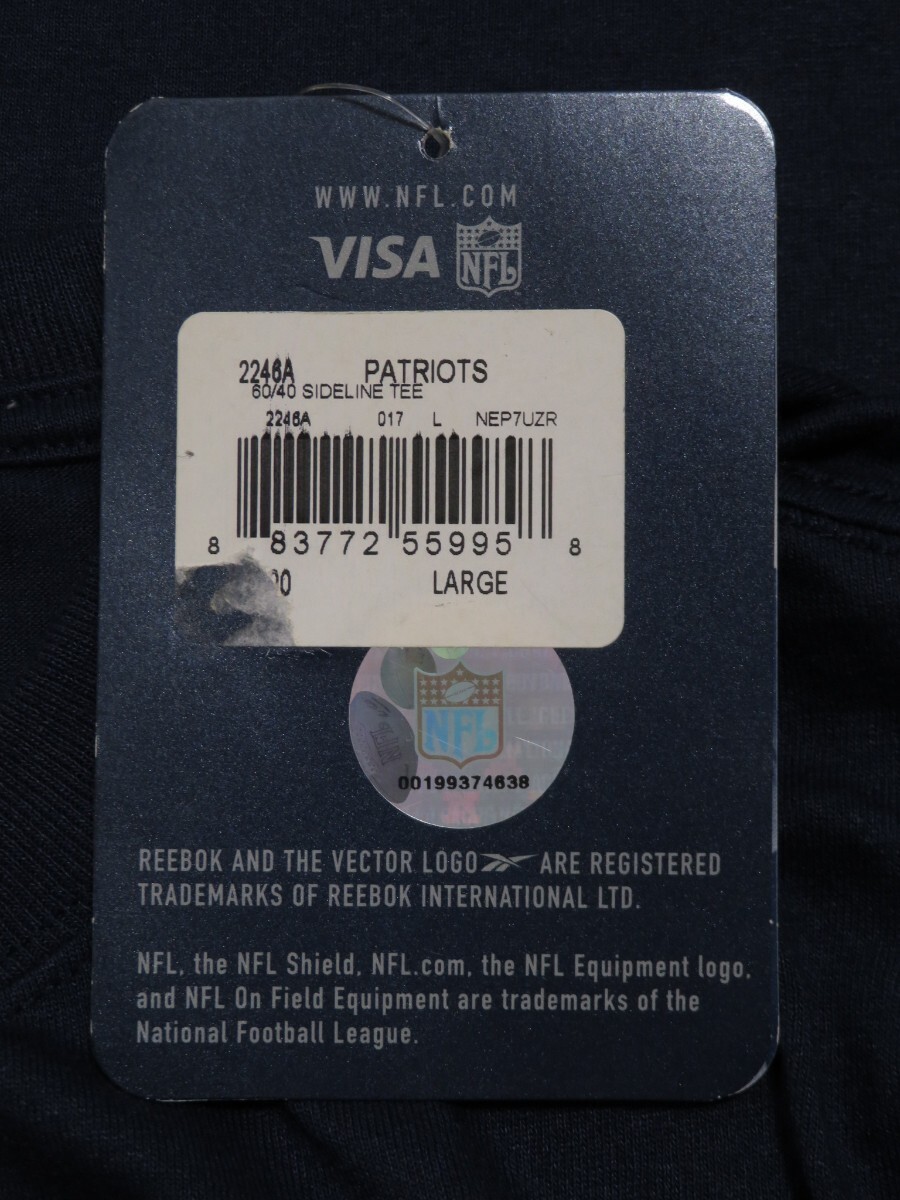 WWW.NFL.COM
VISA NFL
2246A PATRIOTS
60/40 SIDELINE TEE
2246A 017 L NEP7UZR
8 83772 55995 8
00 LARGE
NFL
00199374638
REEBOK AND THE VECTOR LOGO ARE REGISTERED
TRADEMARKS OF REEBOK INTERNATIONAL LTD.
NFL, the NFL Shield, NFL.com, the NFL Equipment logo,
and NFL On Field Equipment are trademarks of the
National Football League.